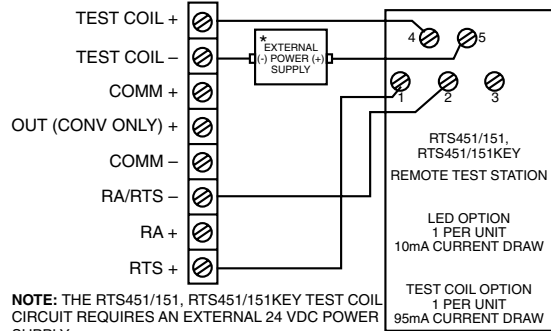 TEST COIL +
TEST COIL –
COMM +
OUT (CONV ONLY) +
COMM –
RA/RTS –
RA +
RTS +
*
EXTERNAL
(-) POWER (+)
SUPPLY
4
5
1
2
3
RTS451/151,
RTS451/151KEY
REMOTE TEST STATION
LED OPTION
1 PER UNIT
10mA CURRENT DRAW
TEST COIL OPTION
1 PER UNIT
95mA CURRENT DRAW
NOTE: THE RTS451/151, RTS451/151KEY TEST COIL
CIRCUIT REQUIRES AN EXTERNAL 24 VDC POWER
SUPPLY